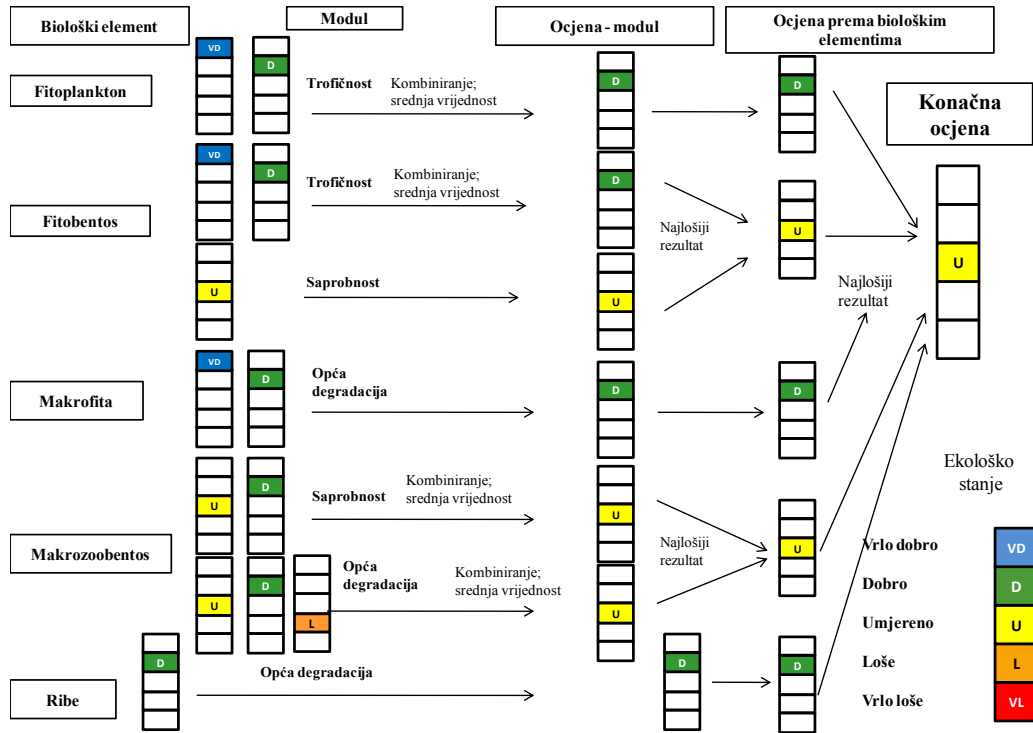 Biološki element
Modul
Ocjena - modul
Ocjena prema biološkim
elementima
Konačna
ocjena
Fitoplankton
VD
D
Trofičnost
Kombiniranje;
srednja vrijednost
D
D
Fitobentos
VD
D
Trofičnost
Kombiniranje;
srednja vrijednost
D
U
Saprobnost
U
Najlošiji
rezultat
U
Makrofita
VD
D
Opća
degradacija
D
D
Najlošiji
rezultat
U
Makrozoobentos
U
D
Saprobnost
Kombiniranje;
srednja vrijednost
U
U
D
L
Opća
degradacija
Kombiniranje;
srednja vrijednost
U
Najlošiji
rezultat
U
Ribe
D
Opća degradacija
D
D
Ekološko
stanje
Vrlo dobro
VD
Dobro
D
Umjereno
U
Loše
L
Vrlo loše
VL